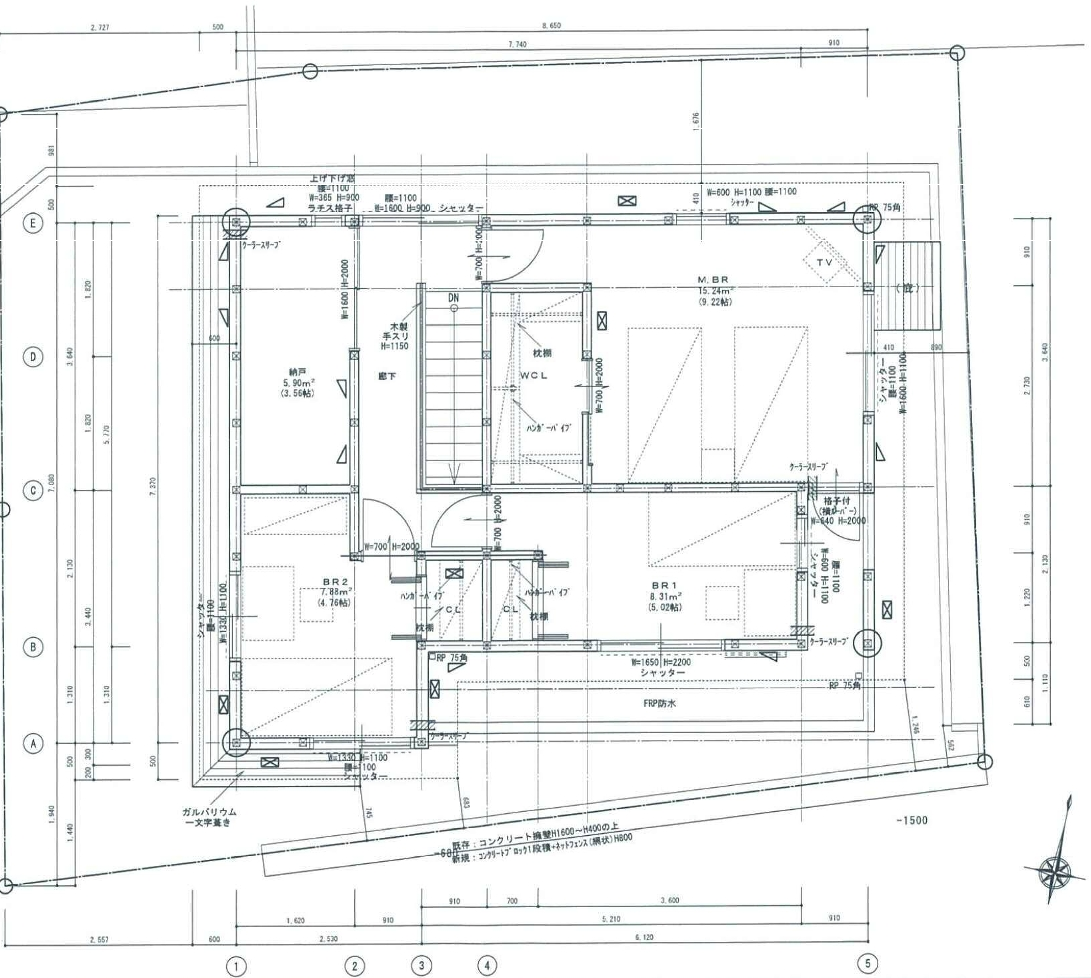 2,727
500
8,650
7,740
910
981
500
1,676
410
上げ下げ窓
腰=1100
W=365 H=900
ラチス格子
腰=1100
W=1600 H=900 シャッター
W=600 H=1100 腰=1100
シャッター
RP 75角
E
クーラースリーブ
W=700 H=2000
TV
M.BR
15.24m²
(9.22帖)
(庇)
910
1,820
3,640
600
W=1600 H=2000
DN
木製
手スリ
H=1150
枕棚
WCL
ハンガーパイプ
W=700 H=2000
410
890
シャッター
腰=1100
W=1600 H=1100
3,640
2,730
D
納戸
5.90m²
(3.56帖)
廊下
1,820
5,770
7,080
7,370
C
クーラースリーブ
格子付
(横ルーバー)
W=640 H=2000
W=700 H=2000
W=700 H=2000
910
2,130
1,220
腰=1100
シャッター
W=600 H=1100
2,130
3,440
BR2
7.88m²
(4.76帖)
シャッター
腰=1100
W=1330 H=1100
ハンガーパイプ
CL
枕棚
CL
ハンガーパイプ
枕棚
BR1
8.31m²
(5.02帖)
B
クーラースリーブ
RP 75角
W=1650 H=2200
シャッター
RP 75角
FRP防水
500
610
1,110
1,310
1,310
A
クーラースリーブ
W=1330 H=1100
腰=1100
シャッター
500
300
200
500
1,246
562
ガルバリウム
一文字葺き
745
683
1,940
1,440
-600
既存:コンクリート擁壁H1600~H400の上
新規:コンクリートブロック1段積+ネットフェンス(網状)H800
-1500
910
700
3,600
1,620
910
5,210
910
2,557
600
2,530
6,120
1
2
3
4
5